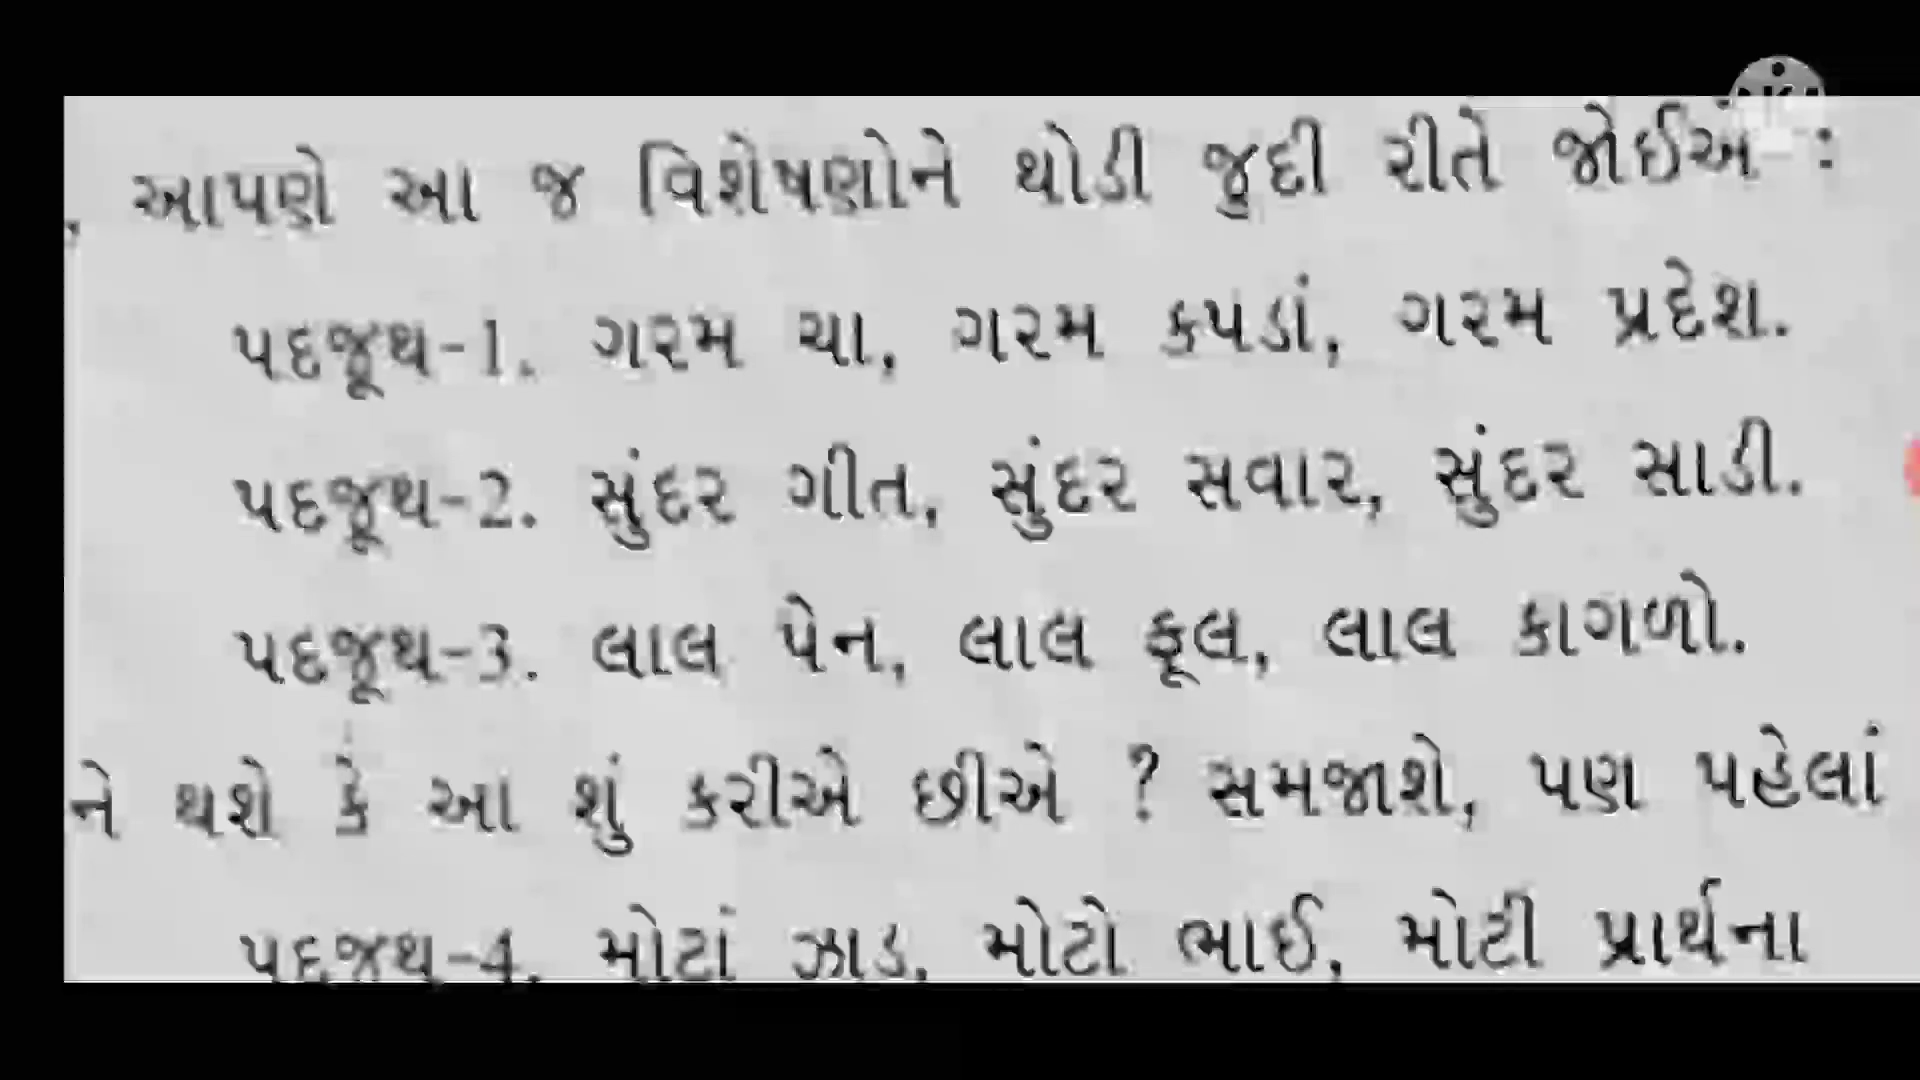 , આપણે આ જ વિશેષણોને થોડી જુદી રીતે જોઈએ :
પદજૂથ-1. ગરમ ચા, ગરમ કપડાં, ગરમ પ્રદેશ.
પદજૂથ-2. સુંદર ગીત, સુંદર સવાર, સુંદર સાડી.
પદજૂથ-3. લાલ પેન, લાલ ફૂલ, લાલ કાગળો.
ને થશે કે આ શું કરીએ છીએ ? સમજાશે, પણ પહેલાં
પદજૂથ-4. મોટાં ઝાડ, મોટો ભાઈ, મોટી પ્રાર્થના